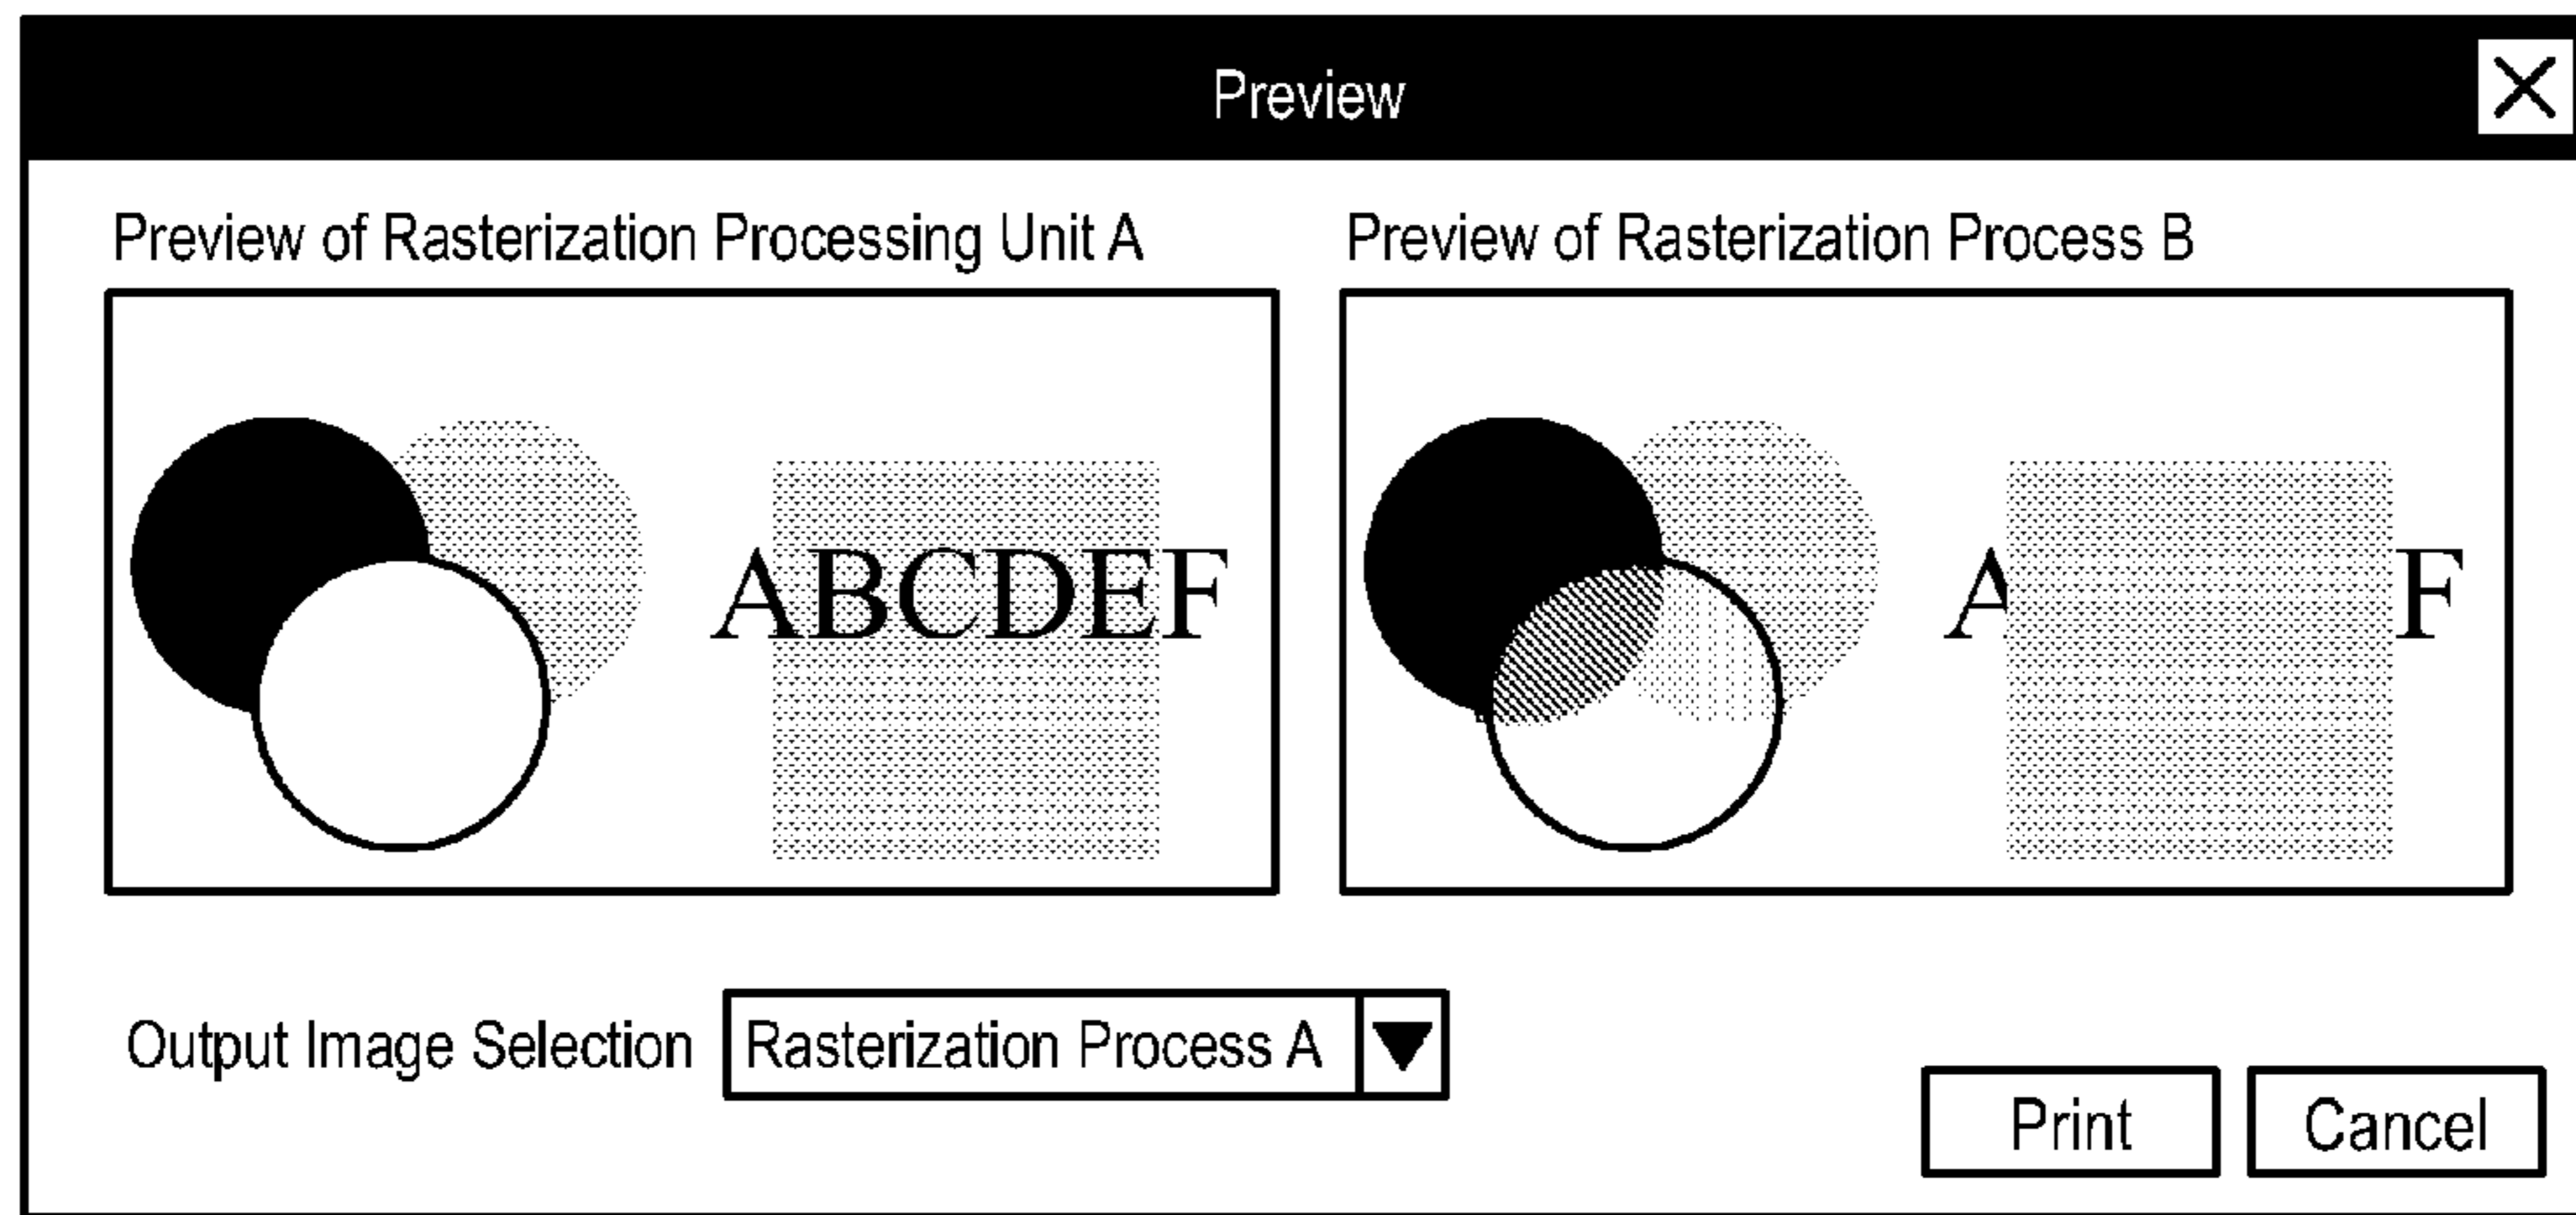 Preview
Preview of Rasterization Processing Unit A
Preview of Rasterization Process B
ABCDEF
A F
Output Image Selection
Rasterization Process A
Print
Cancel